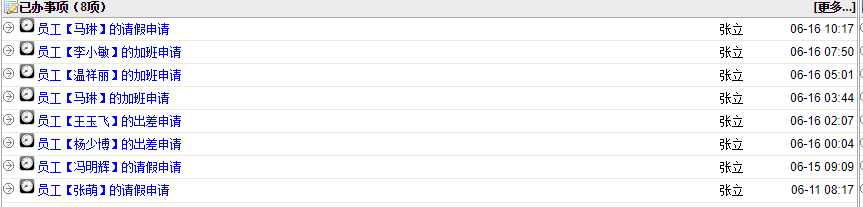 已办事项（8项） [更多...]
员工【马琳】的请假申请 张立 06-16 10:17
员工【李小敏】的加班申请 张立 06-16 07:50
员工【温祥丽】的加班申请 张立 06-16 05:01
员工【马琳】的加班申请 张立 06-16 03:44
员工【王玉飞】的出差申请 张立 06-16 02:07
员工【杨少博】的出差申请 张立 06-16 00:04
员工【冯明辉】的请假申请 张立 06-15 09:09
员工【张萌】的请假申请 张立 06-11 08:17